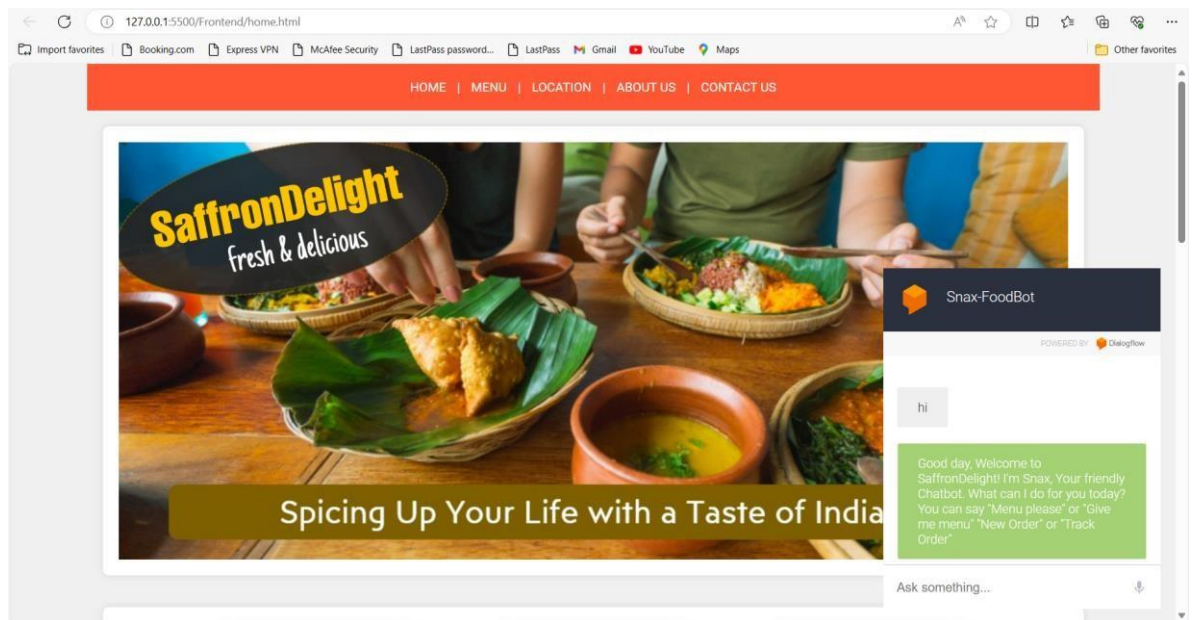 127.0.0.1:5500/Frontend/home.html
Import favorites Booking.com Express VPN McAfee Security LastPass password... LastPass Gmail YouTube Maps Other favorites
HOME | MENU | LOCATION | ABOUT US | CONTACT US
SaffronDelight
fresh & delicious
Spicing Up Your Life with a Taste of India
Snax-FoodBot
POWERED BY Dialogflow
hi
Good day, Welcome to
SaffronDelight! I'm Snax, Your friendly
Chatbot. What can I do for you today?
You can say "Menu please" or "Give
me menu" "New Order" or "Track
Order"
Ask something...